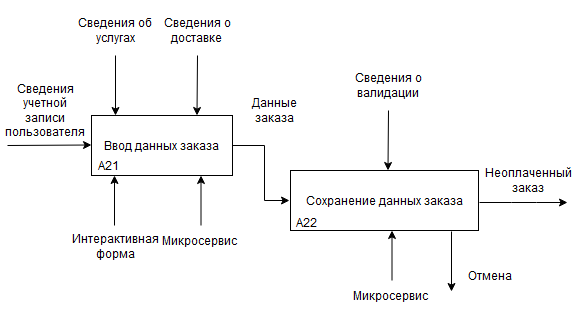 Сведения об
услугах
Сведения о
доставке
Сведения
учетной
записи
пользователя
Данные
заказа
Сведения о
валидации
Ввод данных заказа
A21
Неоплаченный
заказ
Сохранение данных заказа
A22
Интерактивная
форма
Микросервис
Отмена
Микросервис